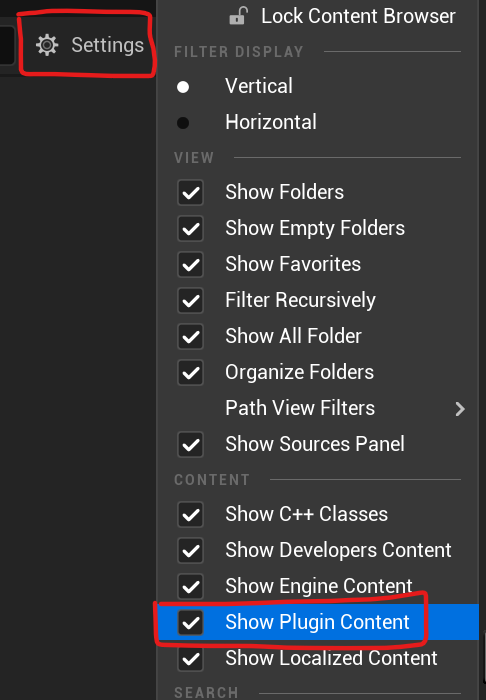 Settings
Lock Content Browser
FILTER DISPLAY
Vertical
Horizontal
VIEW
Show Folders
Show Empty Folders
Show Favorites
Filter Recursively
Show All Folder
Organize Folders
Path View Filters
Show Sources Panel
CONTENT
Show C++ Classes
Show Developers Content
Show Engine Content
Show Plugin Content
Show Localized Content
SEARCH